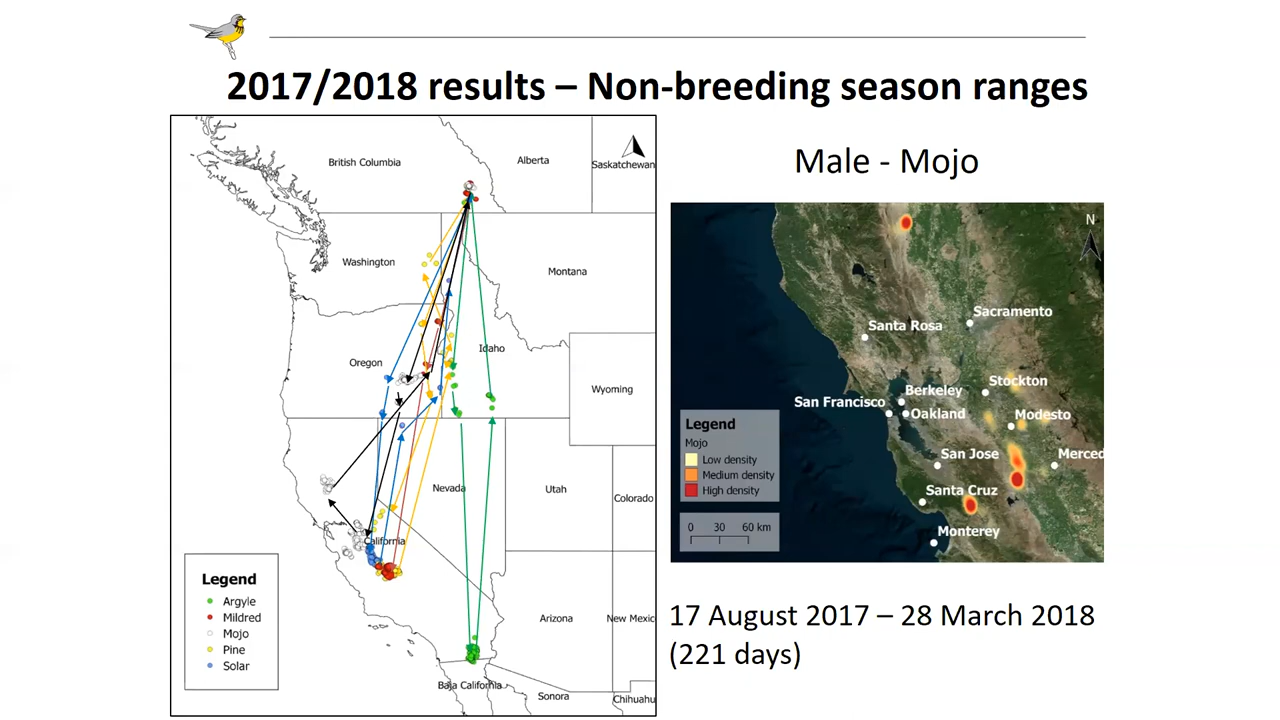 2017/2018 results – Non-breeding season ranges
British Columbia
Alberta
Saskatchewan
Washington
Montana
Oregon
Idaho
Wyoming
Nevada
Utah
Colorado
California
Arizona
New Mexic
Baja California
Sonora
Chihuahu
Legend
Argyle
Mildred
Mojo
Pine
Solar
Male - Mojo
N
Sacramento
Santa Rosa
Stockton
Berkeley
San Francisco
Oakland
Modesto
San Jose
Merced
Santa Cruz
Monterey
Legend
Mojo
Low density
Medium density
High density
0 30 60 km
17 August 2017 – 28 March 2018
(221 days)